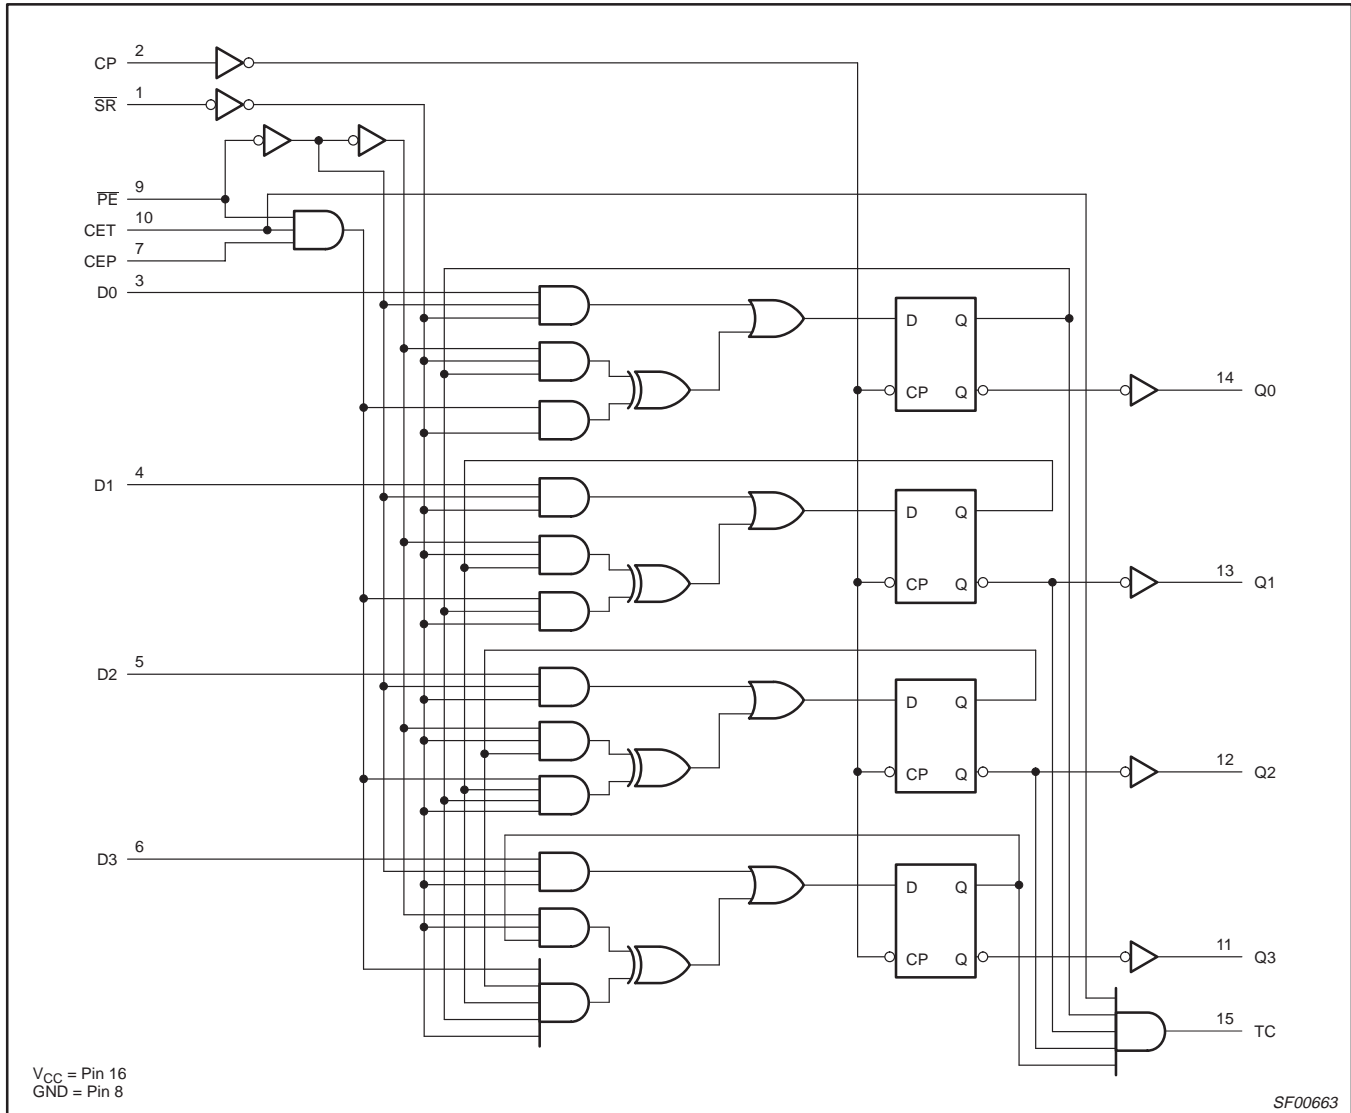 CP 2
SR 1
PE 9
CET 10
CEP 7
D0 3
D Q
CP Q
14 Q0
D1 4
D Q
CP Q
13 Q1
D2 5
D Q
CP Q
12 Q2
D3 6
D Q
CP Q
11 Q3
15 TC
VCC = Pin 16
GND = Pin 8
SF00663